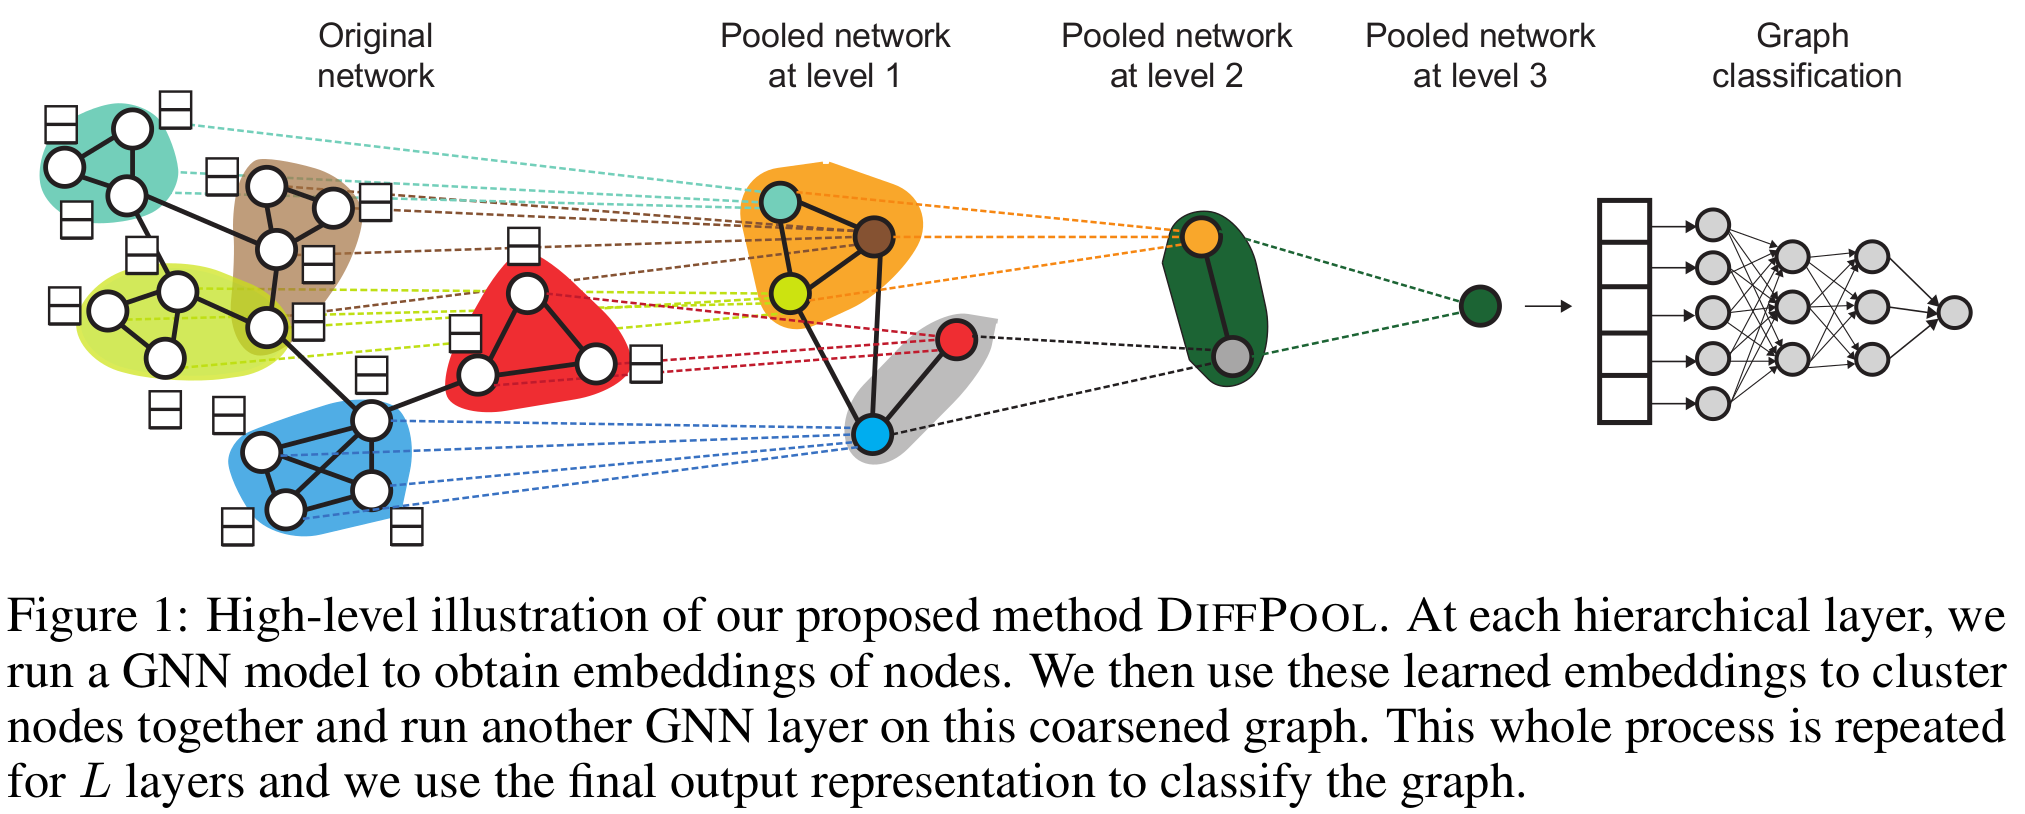 Original
network
Pooled network
at level 1
Pooled network
at level 2
Pooled network
at level 3
Graph
classification
Figure 1: High-level illustration of our proposed method DIFFPOOL. At each hierarchical layer, we
run a GNN model to obtain embeddings of nodes. We then use these learned embeddings to cluster
nodes together and run another GNN layer on this coarsened graph. This whole process is repeated
for L layers and we use the final output representation to classify the graph.